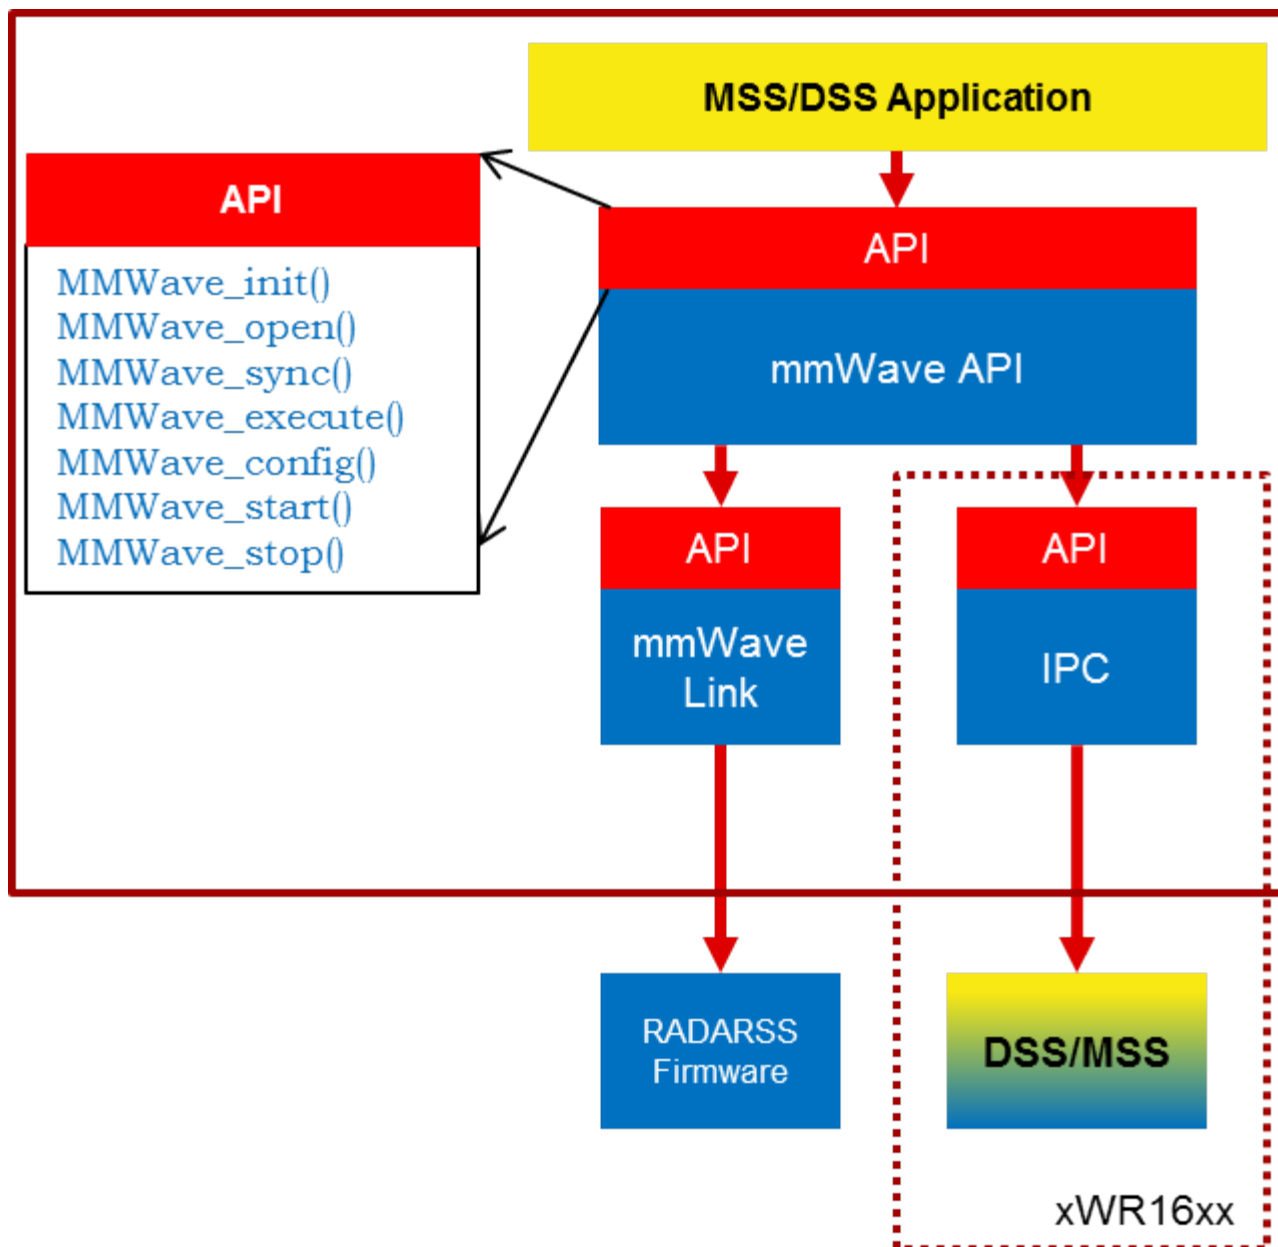 MSS/DSS Application
API
MMWave_init()
MMWave_open()
MMWave_sync()
MMWave_execute()
MMWave_config()
MMWave_start()
MMWave_stop()
API
mmWave API
API
mmWave
Link
API
IPC
RADARSS
Firmware
DSS/MSS
xWR16xx